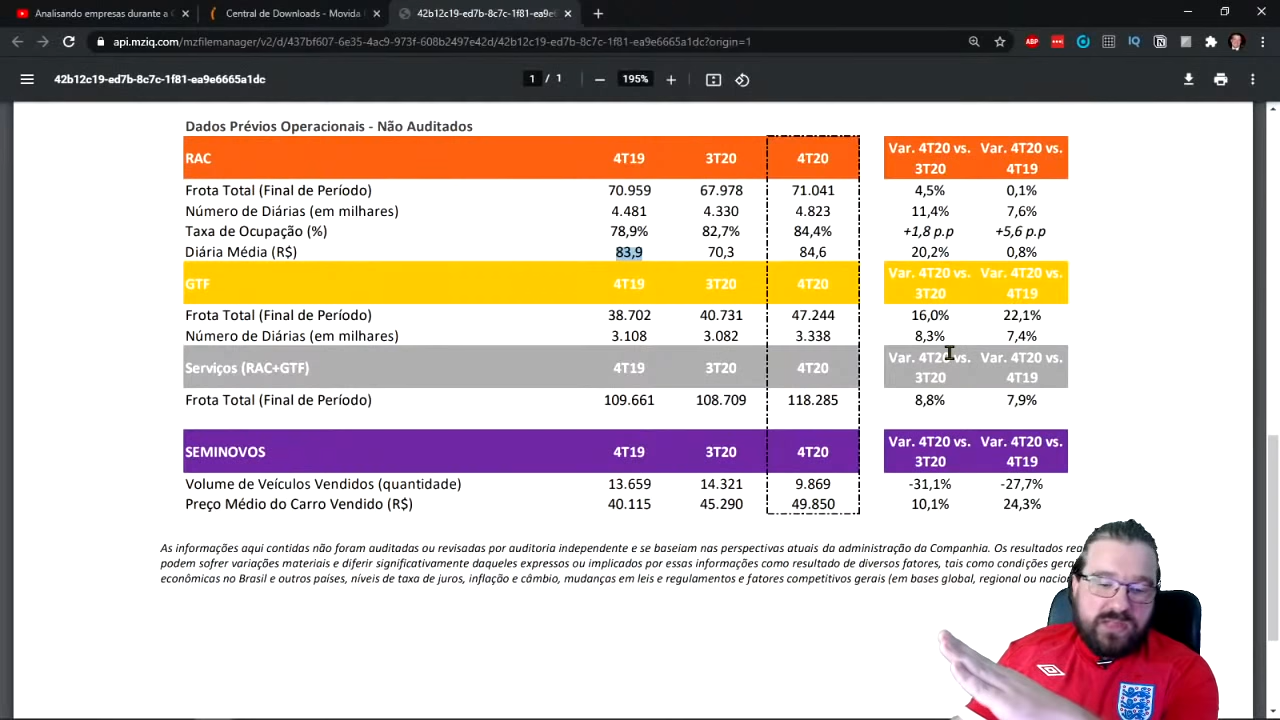 Analisando empresas durante a
Central de Downloads - Movida
42b12c19-ed7b-8c7c-1f81-ea9e6
api.mziq.com/mzfilemanager/v2/d/437bf607-6e35-4ac9-973f-608b2497e42d/42b12c19-ed7b-8c7c-1f81-ea9e6665a1dc?origin=1
ABP
IQ
42b12c19-ed7b-8c7c-1f81-ea9e6665a1dc 1 / 1 195%
Dados Prévios Operacionais - Não Auditados
RAC 4T19 3T20 4T20 Var. 4T20 vs. 3T20 Var. 4T20 vs. 4T19
Frota Total (Final de Período) 70.959 67.978 71.041 4,5% 0,1%
Número de Diárias (em milhares) 4.481 4.330 4.823 11,4% 7,6%
Taxa de Ocupação (%) 78,9% 82,7% 84,4% +1,8 p.p +5,6 p.p
Diária Média (R$) 83,9 70,3 84,6 20,2% 0,8%
GTF 4T19 3T20 4T20 Var. 4T20 vs. 3T20 Var. 4T20 vs. 4T19
Frota Total (Final de Período) 38.702 40.731 47.244 16,0% 22,1%
Número de Diárias (em milhares) 3.108 3.082 3.338 8,3% 7,4%
Serviços (RAC+GTF) 4T19 3T20 4T20 Var. 4T20 vs. 3T20 Var. 4T20 vs. 4T19
Frota Total (Final de Período) 109.661 108.709 118.285 8,8% 7,9%
SEMINOVOS 4T19 3T20 4T20 Var. 4T20 vs. 3T20 Var. 4T20 vs. 4T19
Volume de Veículos Vendidos (quantidade) 13.659 14.321 9.869 -31,1% -27,7%
Preço Médio do Carro Vendido (R$) 40.115 45.290 49.850 10,1% 24,3%
As informações aqui contidas não foram auditadas ou revisadas por auditoria independente e se baseiam nas perspectivas atuais da administração da Companhia. Os resultados rea
podem sofrer variações materiais e diferir significativamente daqueles expressos ou implicados por essas informações como resultado de diversos fatores, tais como condições gera
econômicas no Brasil e outros países, níveis de taxa de juros, inflação e câmbio, mudanças em leis e regulamentos e fatores competitivos gerais (em bases global, regional ou nacion